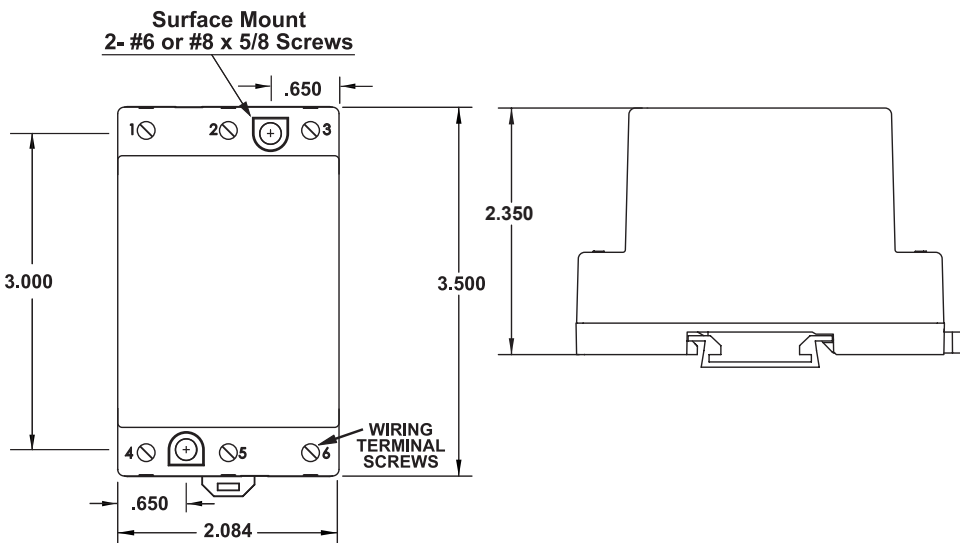 Surface Mount
2- #6 or #8 x 5/8 Screws
.650
1
2
3
2.350
3.000
3.500
4
5
6
WIRING
TERMINAL
SCREWS
.650
2.084